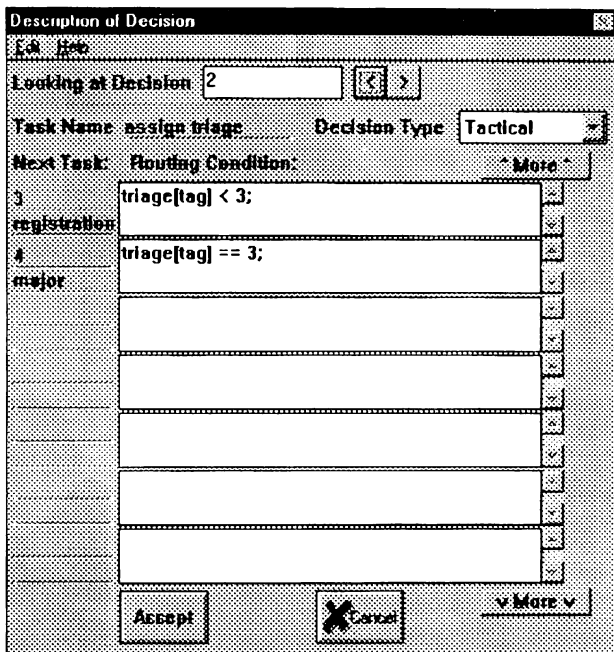 Description of Decision
Edit Help
Looking at Decision 2 < >
Task Name assign triage Decision Type Tactical
Next Task: Routing Condition: ^ More ^
3 triage[tag] < 3;
registration
4 triage[tag] == 3;
major
Accept Cancel v More v